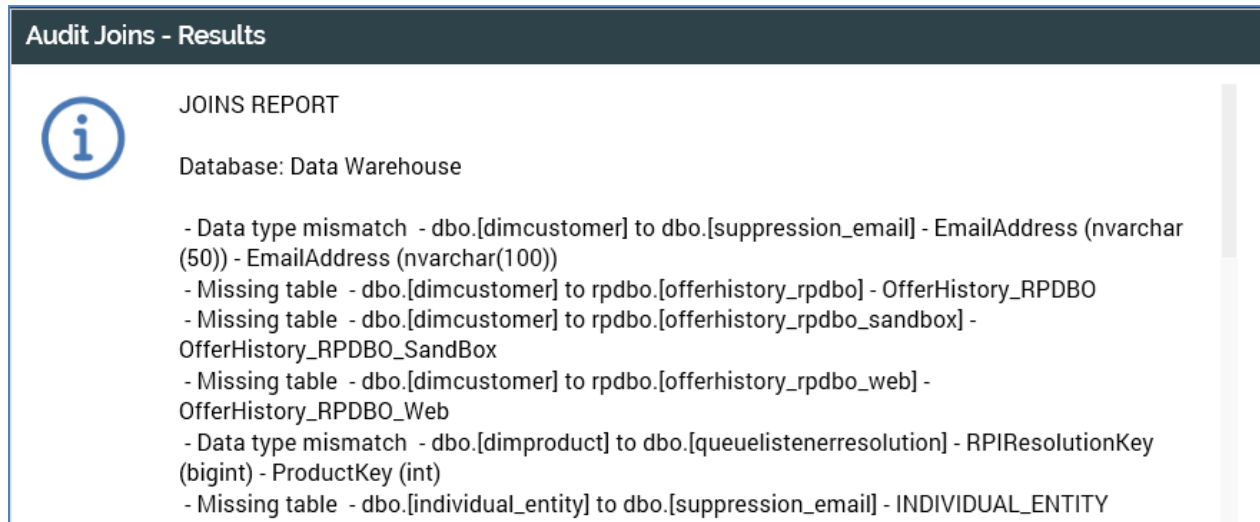 Audit Joins - Results
JOINS REPORT
Database: Data Warehouse
- Data type mismatch  - dbo.[dimcustomer] to dbo.[suppression_email] - EmailAddress (nvarchar
(50)) - EmailAddress (nvarchar(100))
- Missing table  - dbo.[dimcustomer] to rpdbo.[offerhistory_rpdbo] - OfferHistory_RPDBO
- Missing table  - dbo.[dimcustomer] to rpdbo.[offerhistory_rpdbo_sandbox] -
OfferHistory_RPDBO_SandBox
- Missing table  - dbo.[dimcustomer] to rpdbo.[offerhistory_rpdbo_web] -
OfferHistory_RPDBO_Web
- Data type mismatch  - dbo.[dimproduct] to dbo.[queuelistenerresolution] - RPIResolutionKey
(bigint) - ProductKey (int)
- Missing table  - dbo.[individual_entity] to dbo.[suppression_email] - INDIVIDUAL_ENTITY